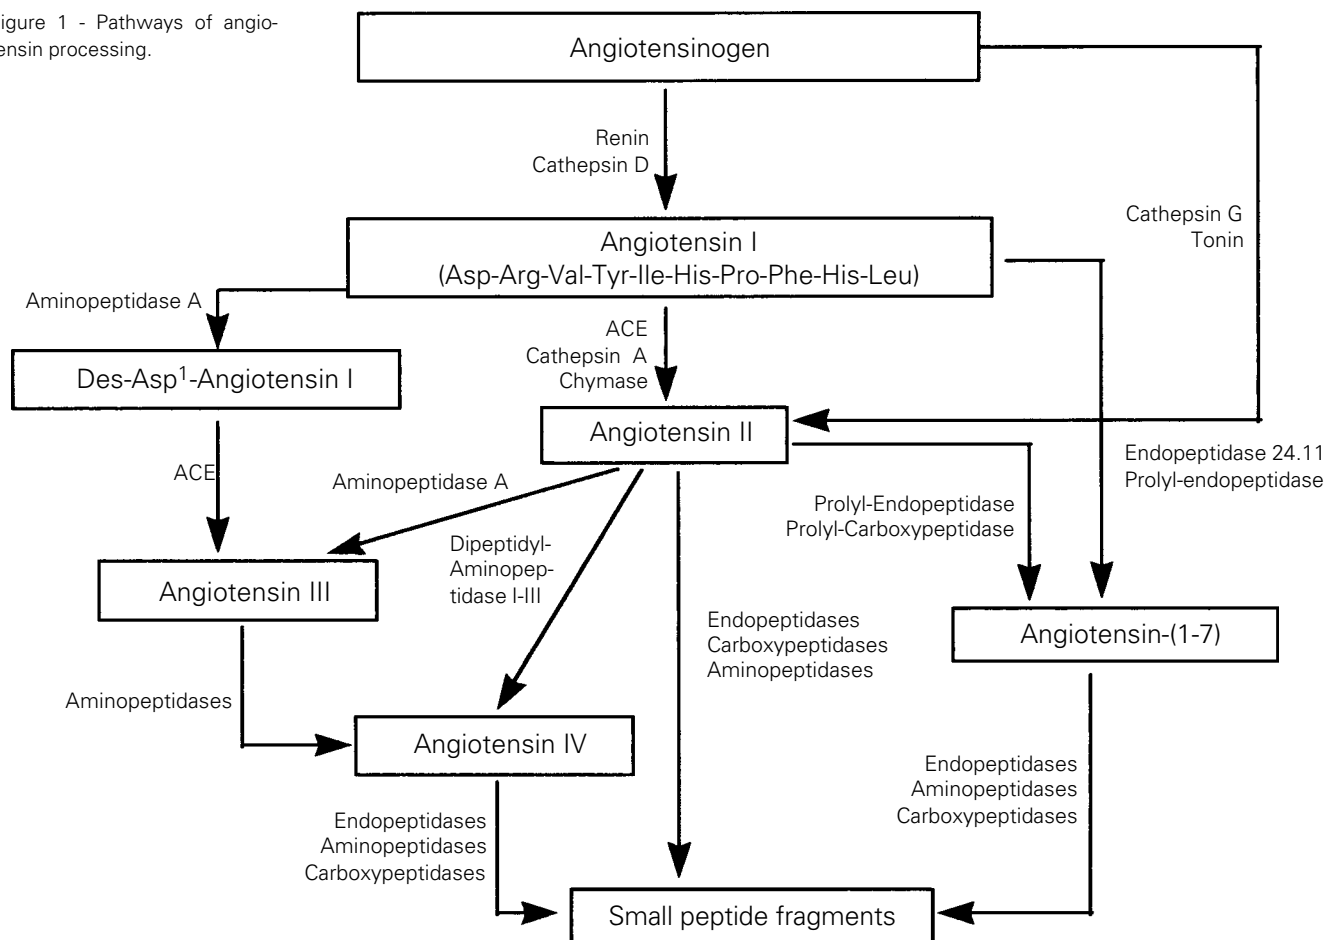 igure 1 - Pathways of angio-
ensin processing.
Angiotensinogen
Renin
Cathepsin D
Cathepsin G
Tonin
Angiotensin I
(Asp-Arg-Val-Tyr-Ile-His-Pro-Phe-His-Leu)
Aminopeptidase A
ACE
Cathepsin A
Chymase
Des-Asp¹-Angiotensin I
Angiotensin II
ACE
Aminopeptidase A
Endopeptidase 24.11
Prolyl-endopeptidase
Prolyl-Endopeptidase
Prolyl-Carboxypeptidase
Dipeptidyl-
Aminopep-
tidase I-III
Angiotensin III
Endopeptidases
Carboxypeptidases
Aminopeptidases
Angiotensin-(1-7)
Aminopeptidases
Angiotensin IV
Endopeptidases
Aminopeptidases
Carboxypeptidases
Endopeptidases
Aminopeptidases
Carboxypeptidases
Small peptide fragments